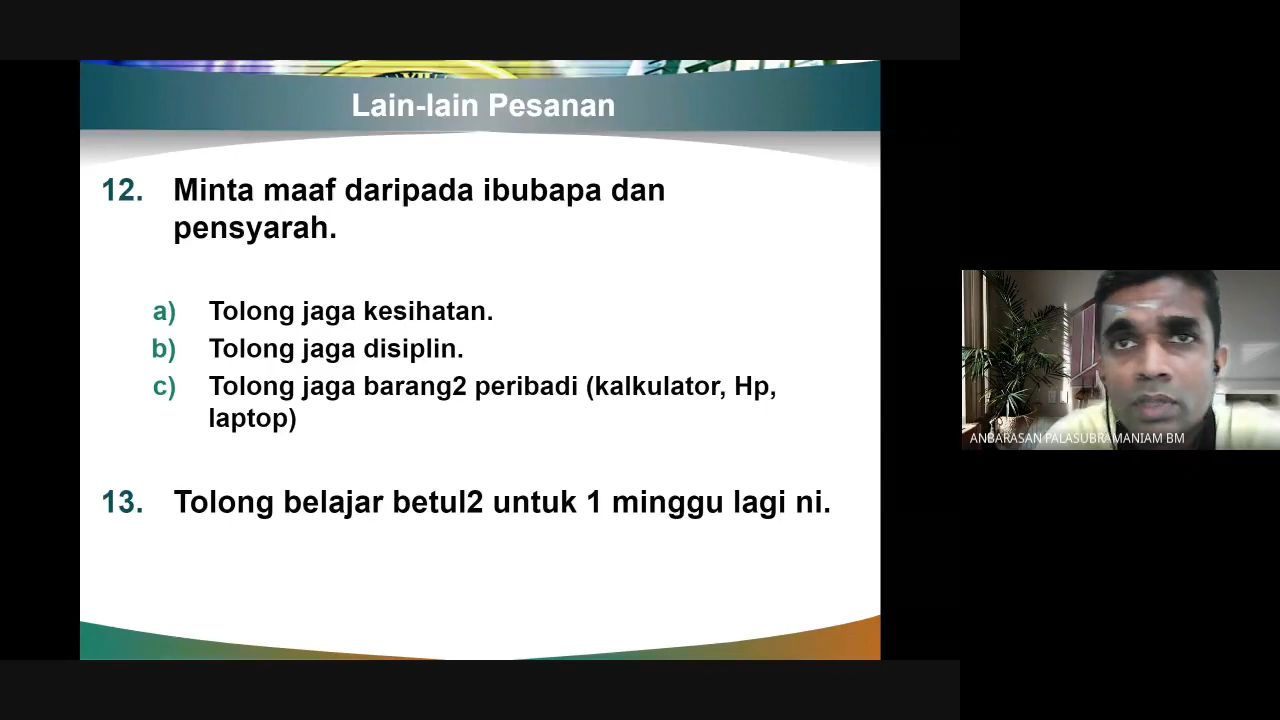 Lain-lain Pesanan
12. Minta maaf daripada ibubapa dan
pensyarah.
a) Tolong jaga kesihatan.
b) Tolong jaga disiplin.
c) Tolong jaga barang2 peribadi (kalkulator, Hp,
laptop)
13. Tolong belajar betul2 untuk 1 minggu lagi ni.
ANBARASAN PALASUBRAMANIAM BM